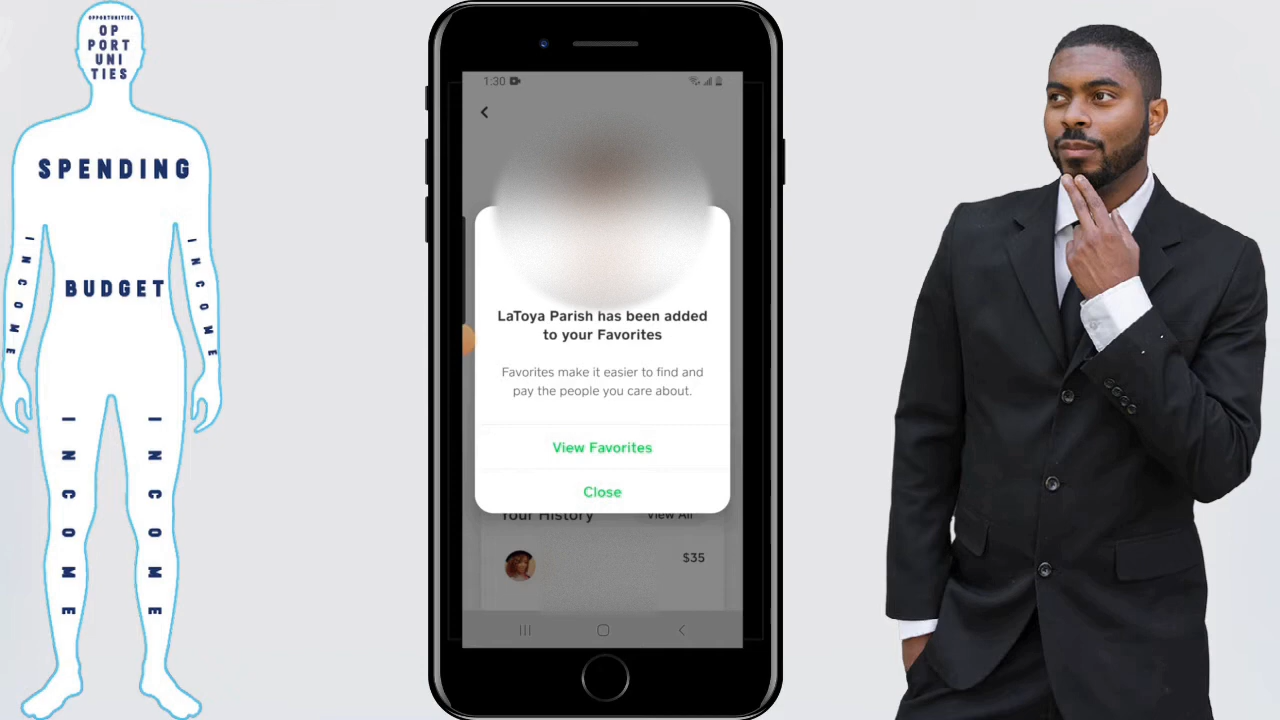 OPPORTUNITIES
OP
PORT
UNI
TIES
SPENDING
BUDGET
INCOME
INCOME
INCOME
INCOME
1:30
LaToya Parish has been added
to your Favorites
Favorites make it easier to find and
pay the people you care about.
View Favorites
Close
Your History
View All
$35